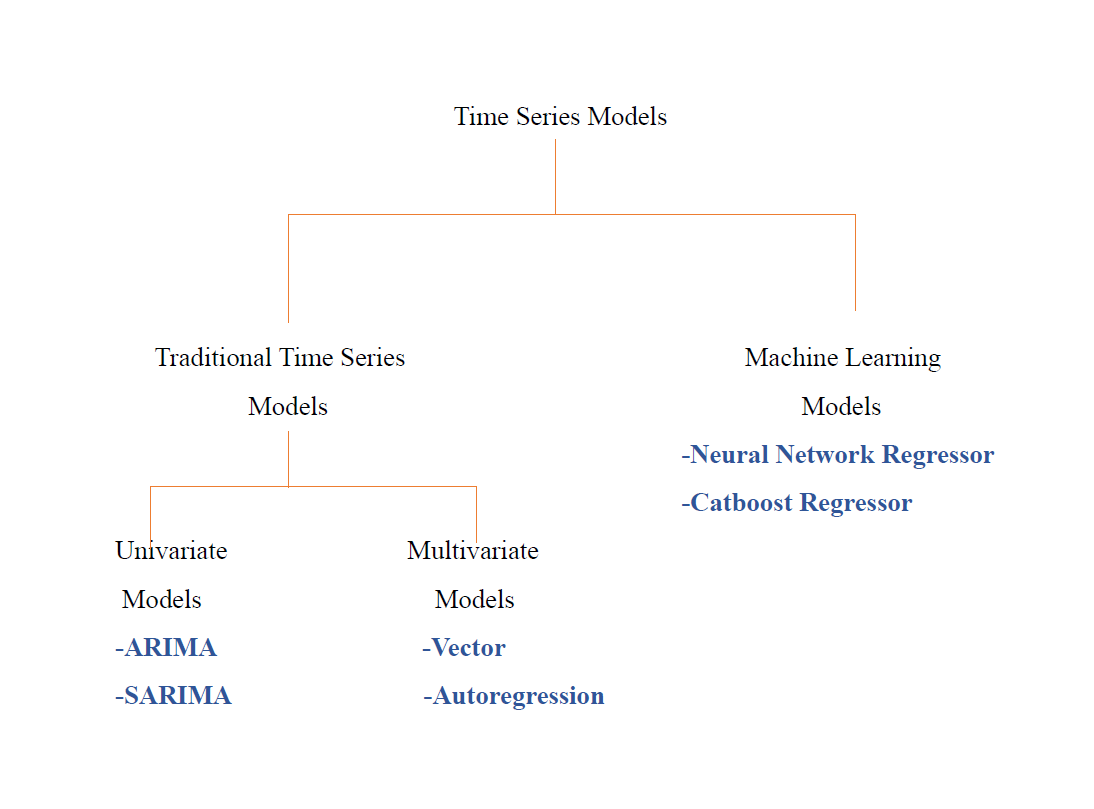 Time Series Models
Traditional Time Series
Models
Machine Learning
Models
-Neural Network Regressor
-Catboost Regressor
Univariate
Models
-ARIMA
-SARIMA
Multivariate
Models
-Vector
-Autoregression